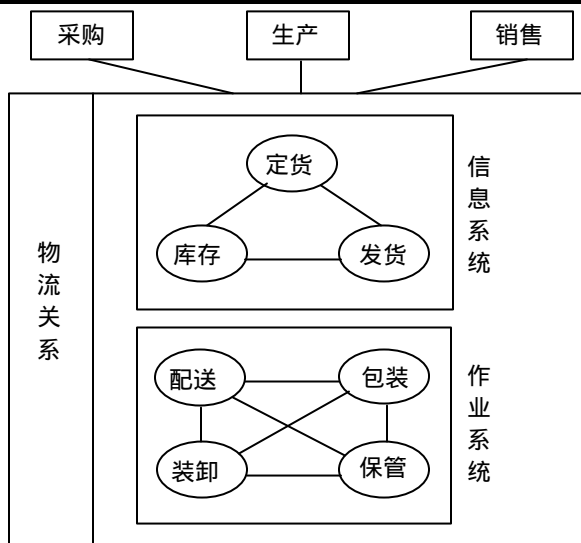 采购
生产
销售
定货
库存
发货
信息系统
物流关系
配送
包装
装卸
保管
作业系统